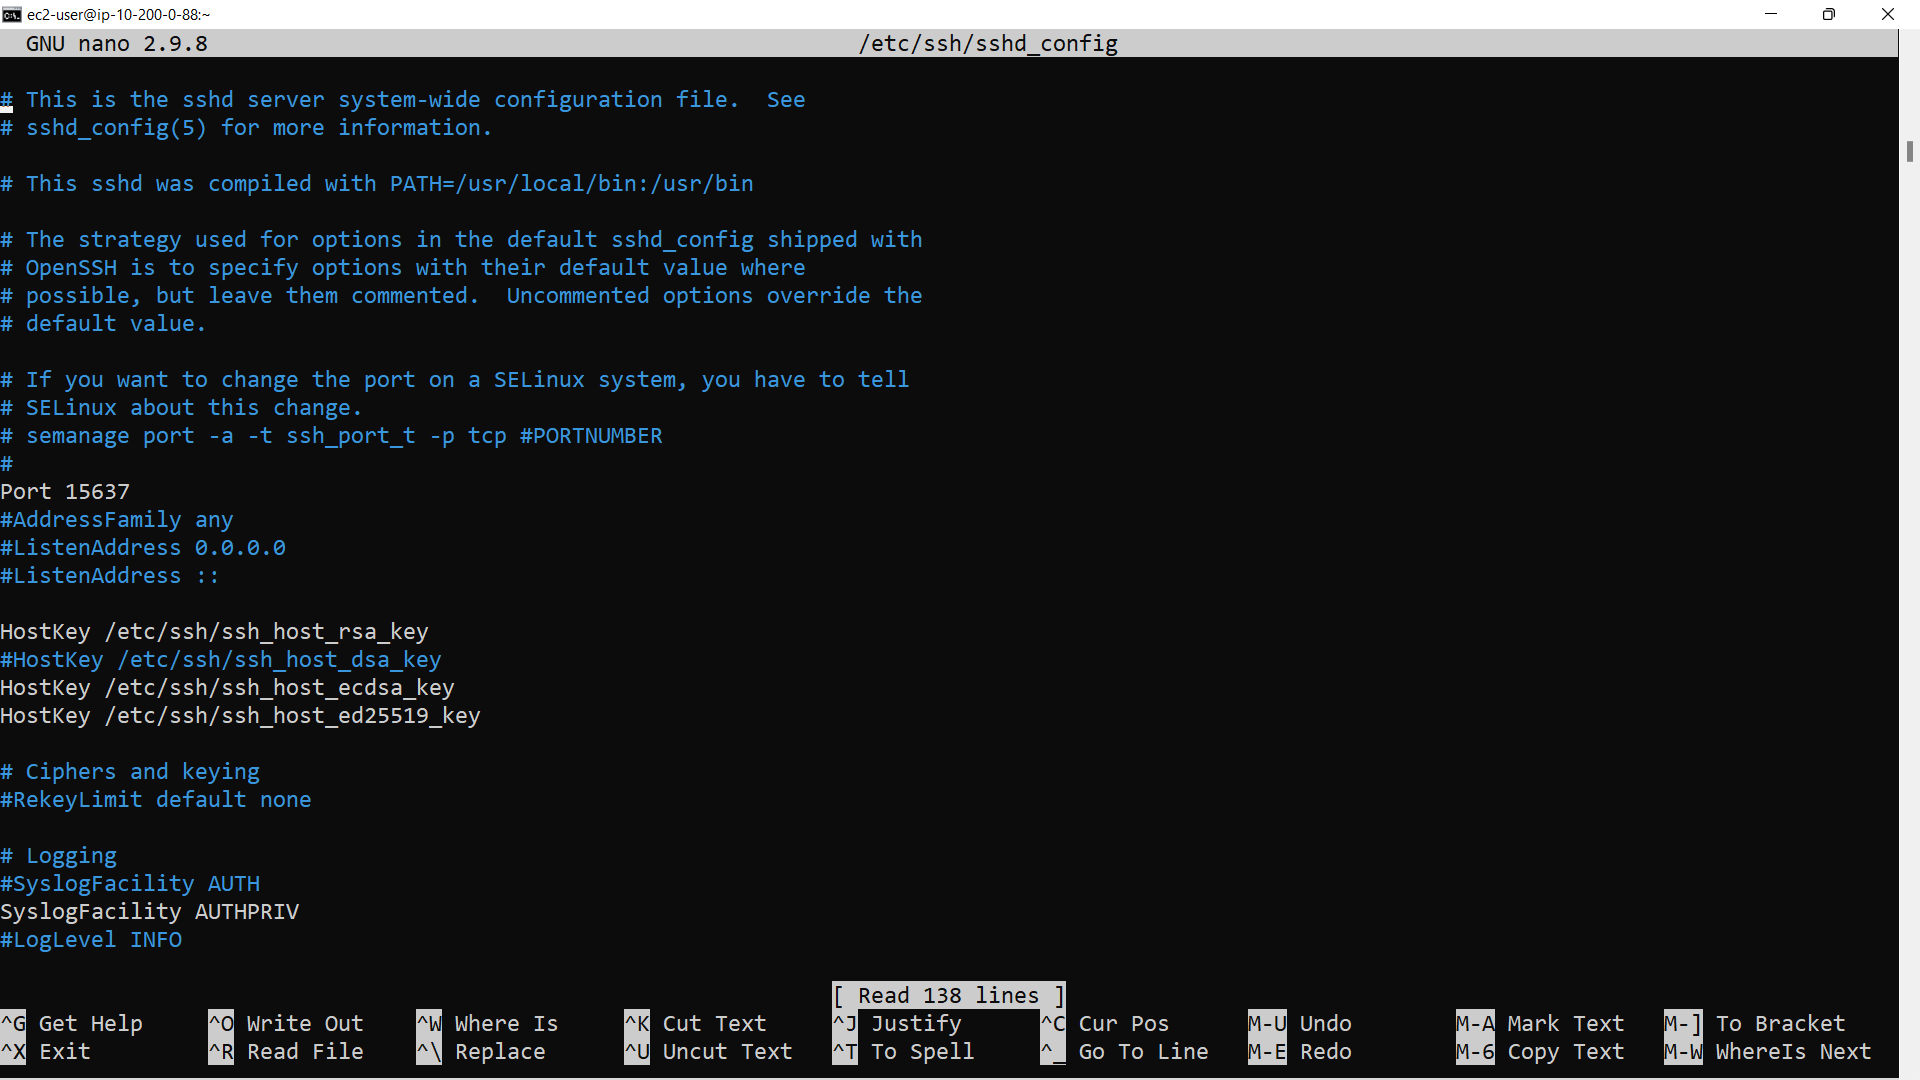 ec2-user@ip-10-200-0-88:~
GNU nano 2.9.8 /etc/ssh/sshd_config
# This is the sshd server system-wide configuration file.  See
# sshd_config(5) for more information.
# This sshd was compiled with PATH=/usr/local/bin:/usr/bin
# The strategy used for options in the default sshd_config shipped with
# OpenSSH is to specify options with their default value where
# possible, but leave them commented.  Uncommented options override the
# default value.
# If you want to change the port on a SELinux system, you have to tell
# SELinux about this change.
# semanage port -a -t ssh_port_t -p tcp #PORTNUMBER
#
Port 15637
#AddressFamily any
#ListenAddress 0.0.0.0
#ListenAddress ::
HostKey /etc/ssh/ssh_host_rsa_key
#HostKey /etc/ssh/ssh_host_dsa_key
HostKey /etc/ssh/ssh_host_ecdsa_key
HostKey /etc/ssh/ssh_host_ed25519_key
# Ciphers and keying
#RekeyLimit default none
# Logging
#SyslogFacility AUTH
SyslogFacility AUTHPRIV
#LogLevel INFO
[ Read 138 lines ]
^G Get Help ^O Write Out ^W Where Is ^K Cut Text ^J Justify ^C Cur Pos M-U Undo M-A Mark Text M-] To Bracket
^X Exit ^R Read File ^\ Replace ^U Uncut Text ^T To Spell ^_ Go To Line M-E Redo M-6 Copy Text M-W WhereIs Next